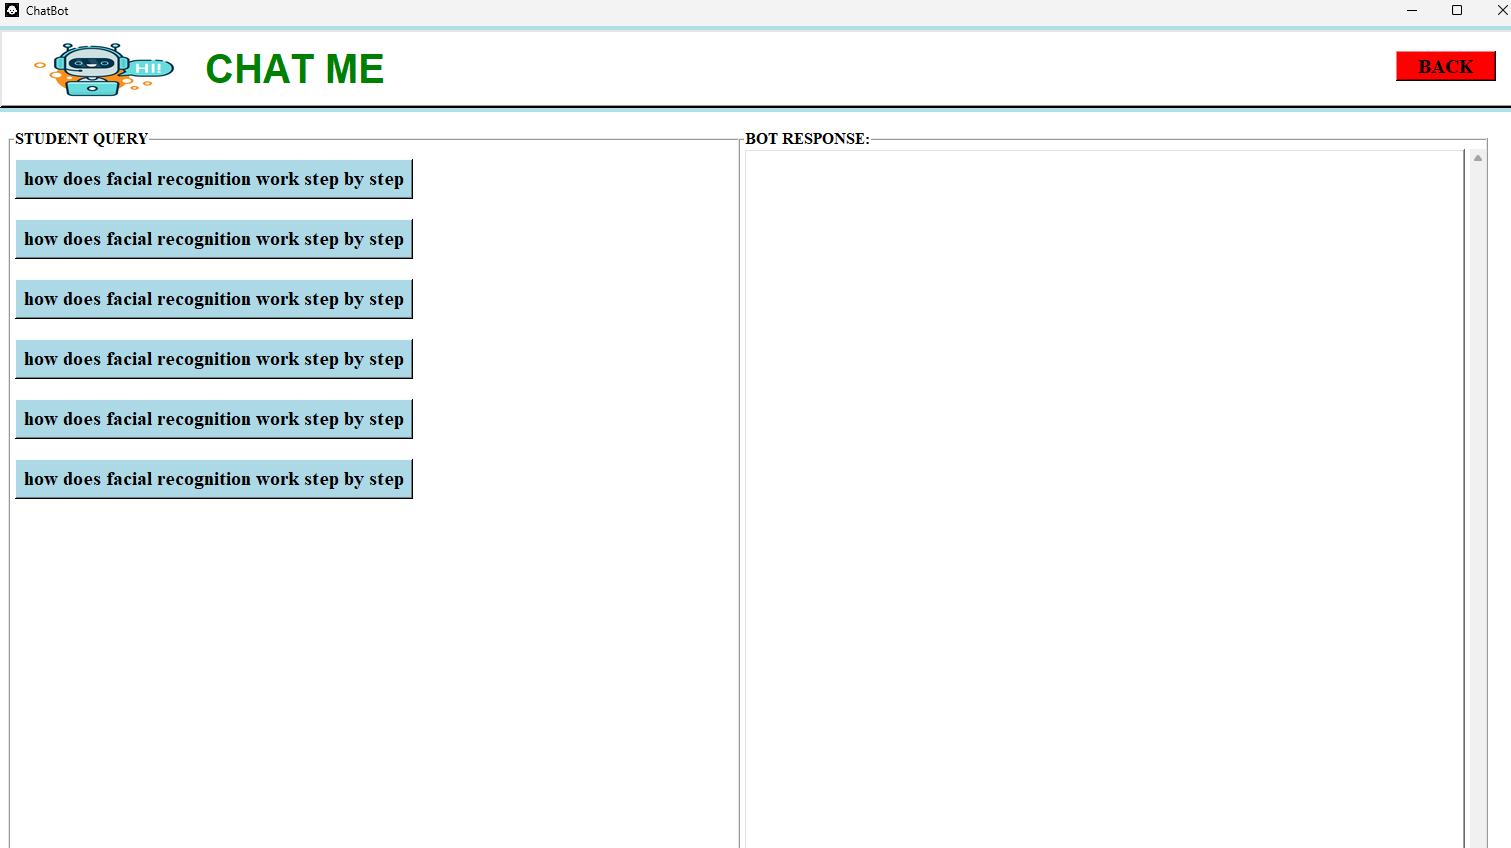 ChatBot
HI!
CHAT ME
BACK
STUDENT QUERY
how does facial recognition work step by step
how does facial recognition work step by step
how does facial recognition work step by step
how does facial recognition work step by step
how does facial recognition work step by step
how does facial recognition work step by step
BOT RESPONSE: